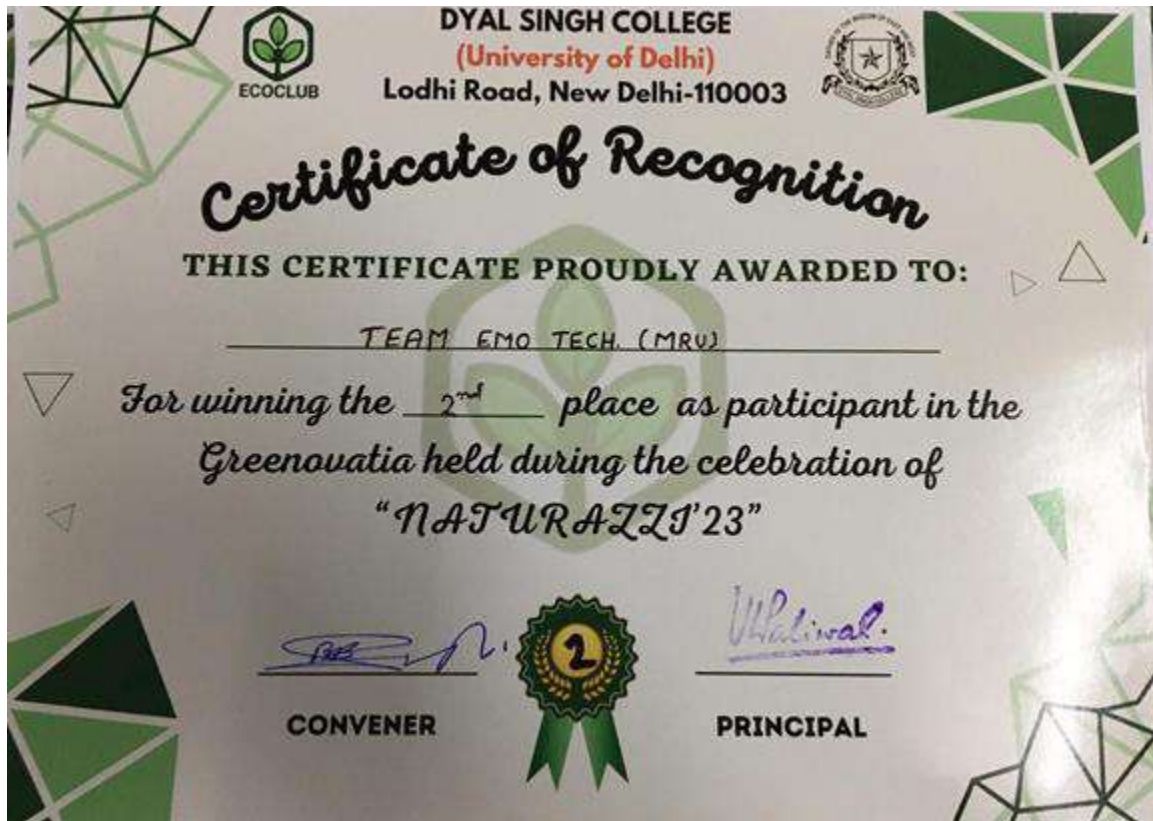 DYAL SINGH COLLEGE
(University of Delhi)
Lodhi Road, New Delhi-110003
ECOCLUB
Certificate of Recognition
THIS CERTIFICATE PROUDLY AWARDED TO:
TEAM EMO TECH. (MRU)
For winning the 2nd place as participant in the
Greenovatia held during the celebration of
"NATURAZZI'23"
2
CONVENER
PRINCIPAL